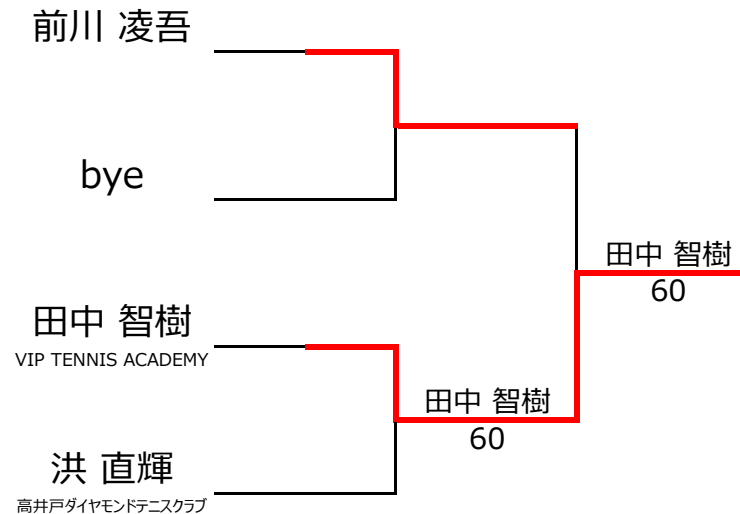 前川 凌吾
bye
田中 智樹
60
田中 智樹
VIP TENNIS ACADEMY
田中 智樹
60
洪 直輝
高井戸ダイヤモンドテニスクラブ